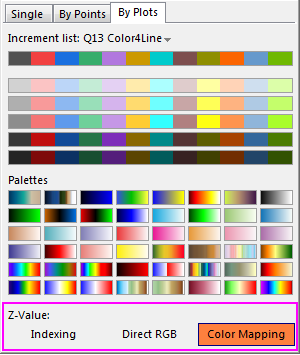 Single By Points By Plots
Increment list: Q13 Color4Line
Palettes
Z-Value:
Indexing Direct RGB Color Mapping